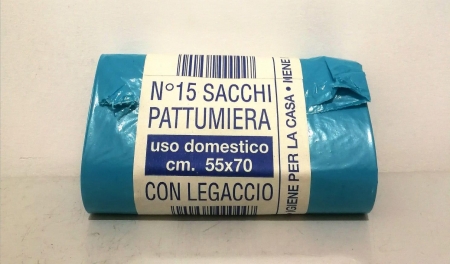 N°15 SACCHI
PATTUMIERA
uso domestico
cm. 55x70
CON LEGACCIO
IGIENE PER LA CASA •